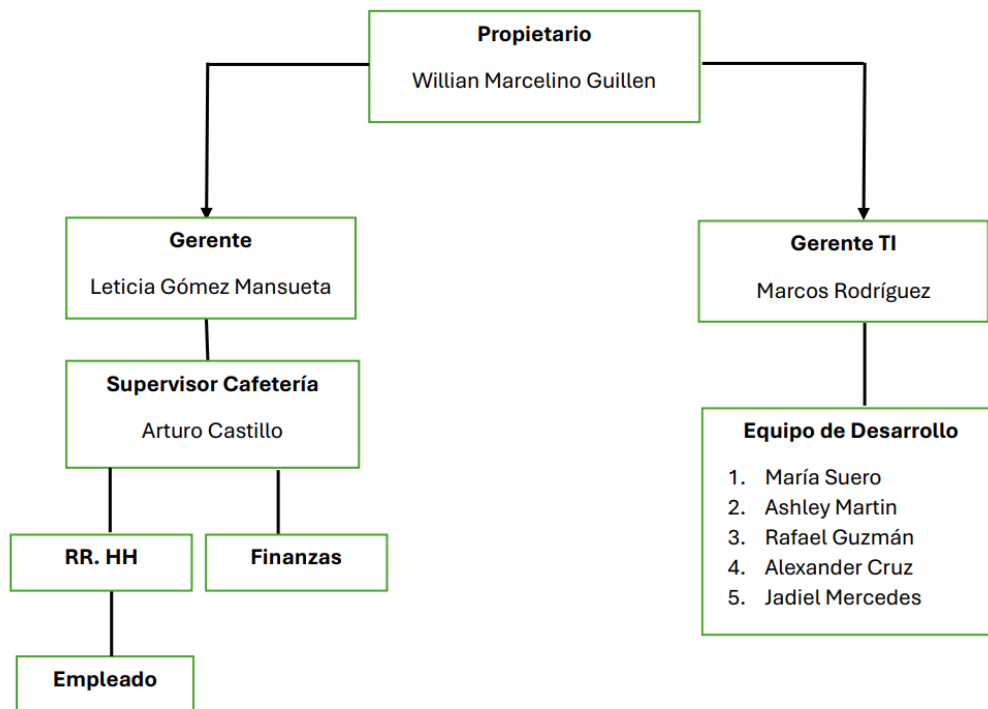 Propietario
Willian Marcelino Guillen
Gerente
Leticia Gómez Mansueta
Gerente TI
Marcos Rodríguez
Supervisor Cafetería
Arturo Castillo
Equipo de Desarrollo
1. María Suero
2. Ashley Martin
3. Rafael Guzmán
4. Alexander Cruz
5. Jadiel Mercedes
RR. HH
Finanzas
Empleado